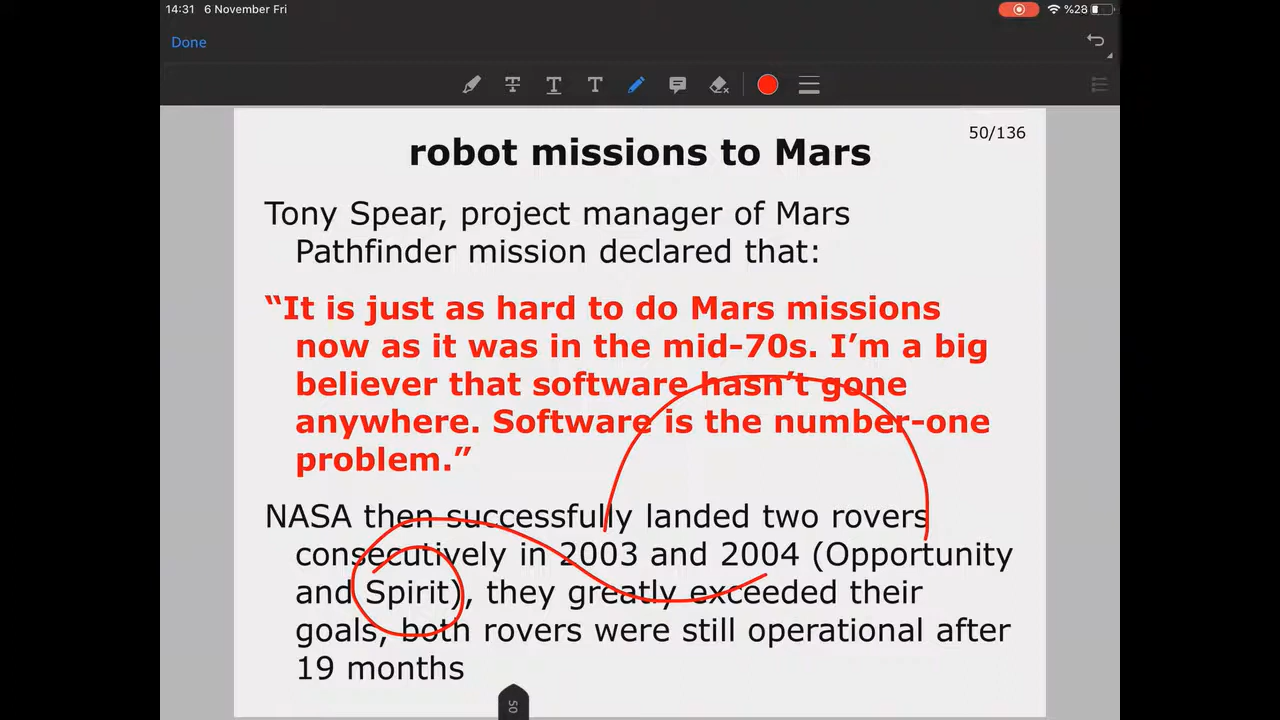 14:31 6 November Fri
%28
Done
50/136
robot missions to Mars
Tony Spear, project manager of Mars
Pathfinder mission declared that:
“It is just as hard to do Mars missions
now as it was in the mid-70s. I’m a big
believer that software hasn’t gone
anywhere. Software is the number-one
problem.”
NASA then successfully landed two rovers
consecutively in 2003 and 2004 (Opportunity
and Spirit), they greatly exceeded their
goals, both rovers were still operational after
19 months
50